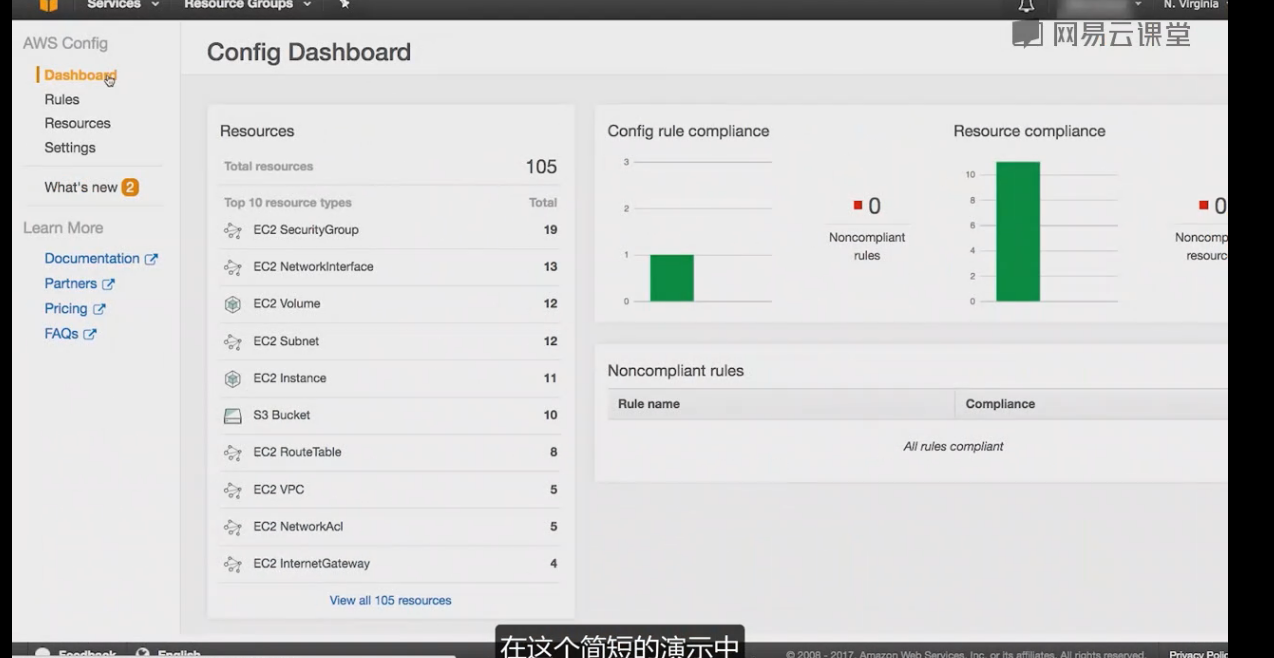 Services
Resource Groups
N. Virginia
网易云课堂
AWS Config
Dashboard
Rules
Resources
Settings
What's new 2
Learn More
Documentation
Partners
Pricing
FAQs
Config Dashboard
Resources
Total resources 105
Top 10 resource types Total
EC2 SecurityGroup 19
EC2 NetworkInterface 13
EC2 Volume 12
EC2 Subnet 12
EC2 Instance 11
S3 Bucket 10
EC2 RouteTable 8
EC2 VPC 5
EC2 NetworkAcl 5
EC2 InternetGateway 4
View all 105 resources
Config rule compliance
3
2
1
0
0
Noncompliant
rules
Resource compliance
10
8
6
4
2
0
0
Noncomp
resourc
Noncompliant rules
Rule name Compliance
All rules compliant
在这个简短的演示中
Feedback English
© 2008 - 2017, Amazon Web Services, Inc. or its affiliates. All rights reserved. Privacy Polic